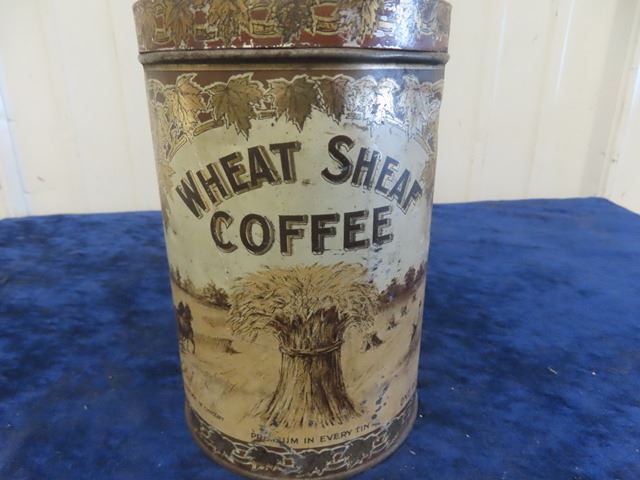 WHEAT SHEAF
COFFEE
PREMIUM IN EVERY TIN